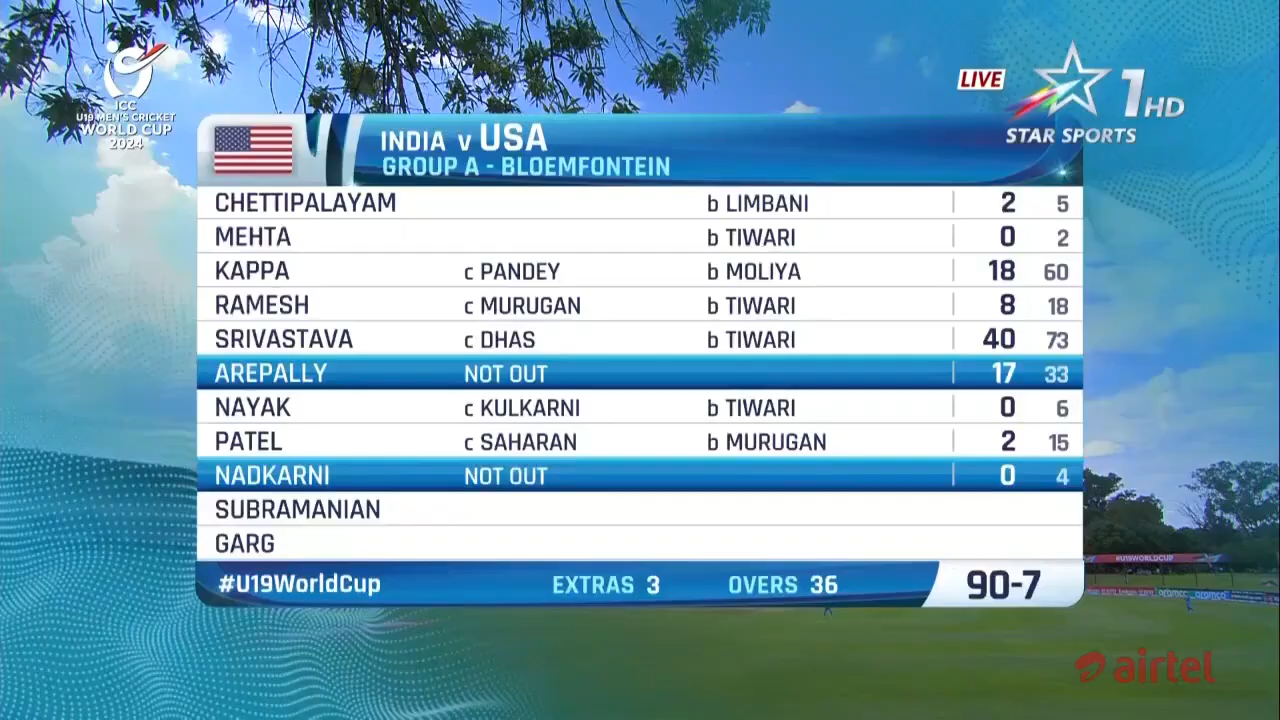 ICC
U19 MEN'S CRICKET
WORLD CUP
2024
LIVE
1HD
STAR SPORTS
INDIA v USA
GROUP A - BLOEMFONTEIN
CHETTIPALAYAM b LIMBANI 2 5
MEHTA b TIWARI 0 2
KAPPA c PANDEY b MOLIYA 18 60
RAMESH c MURUGAN b TIWARI 8 18
SRIVASTAVA c DHAS b TIWARI 40 73
AREPALLY NOT OUT 17 33
NAYAK c KULKARNI b TIWARI 0 6
PATEL c SAHARAN b MURUGAN 2 15
NADKARNI NOT OUT 0 4
SUBRAMANIAN
GARG
#U19WorldCup EXTRAS 3 OVERS 36 90-7
#U19WORLDCUP
aramco
airtel